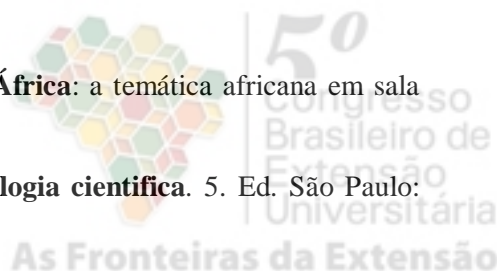 África: a temática africana em sala
logia cientifica. 5. Ed. São Paulo:
5º
Congresso
Brasileiro de
Extensão
Universitária
As Fronteiras da Extensão